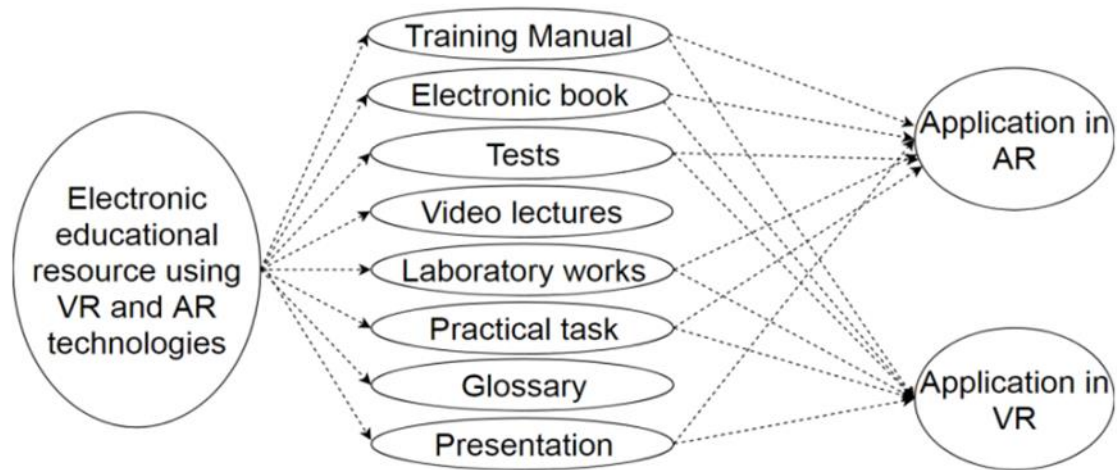 Electronic
educational
resource using
VR and AR
technologies
Training Manual
Electronic book
Tests
Video lectures
Laboratory works
Practical task
Glossary
Presentation
Application in
AR
Application in
VR